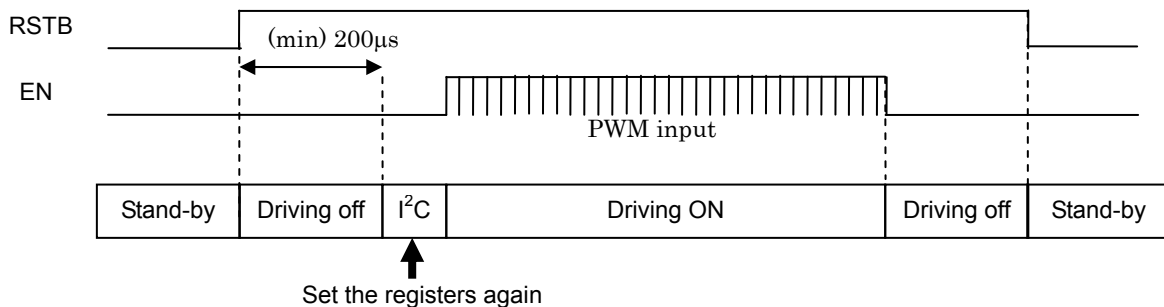 RSTB
(min) 200µs
EN
PWM input
Stand-by Driving off I²C Driving ON Driving off Stand-by
Set the registers again